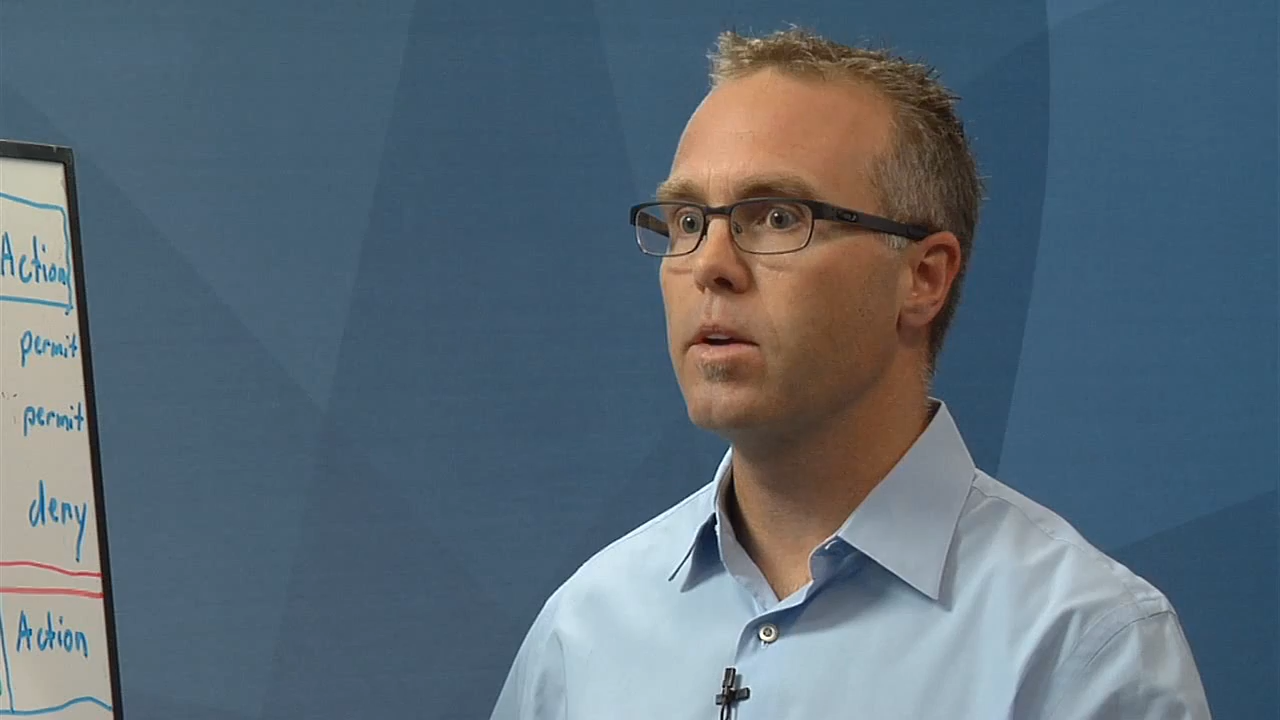 Action
permit
permit
deny
Action